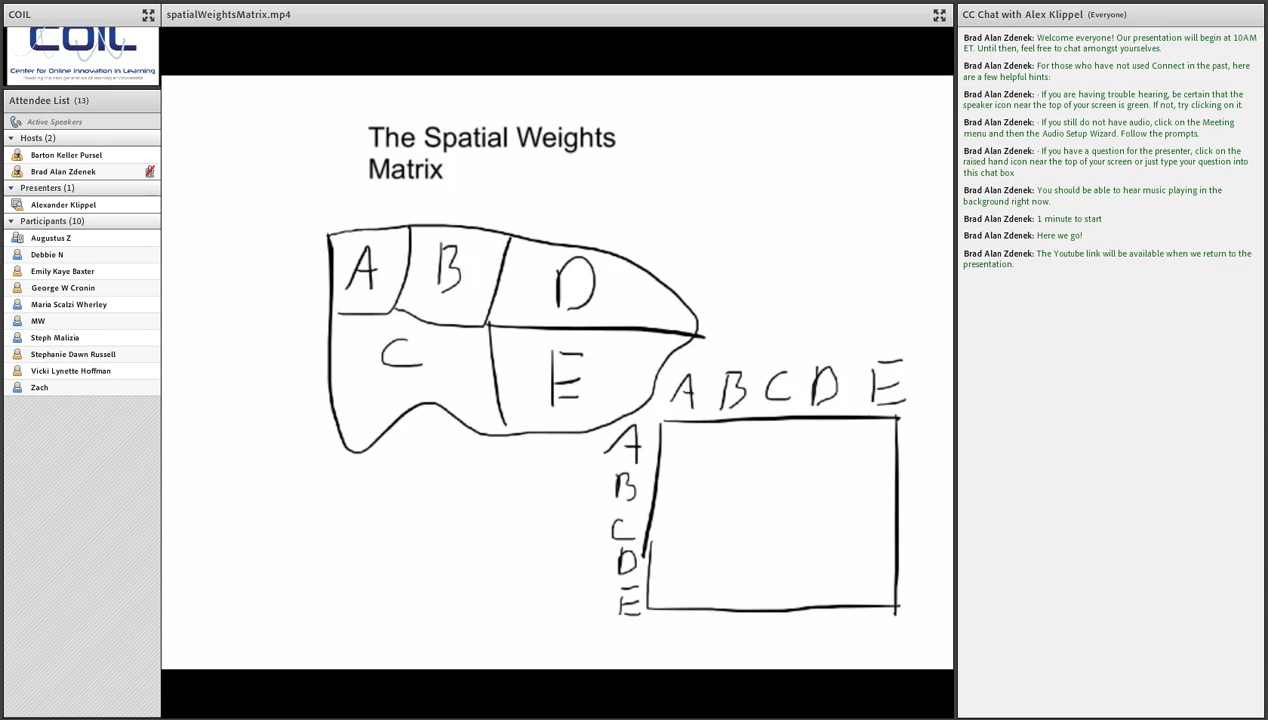 COIL
COIL
Center for Online Innovation in Learning
Attendee List (13)
Active Speakers
Hosts (2)
Barton Keller Pursel
Brad Alan Zdenek
Presenters (1)
Alexander Klippel
Participants (10)
Augustus Z
Debbie N
Emily Kaye Baxter
George W Cronin
Maria Scalzi Wherley
MW
Steph Malizia
Stephanie Dawn Russell
Vicki Lynette Hoffman
Zach
spatialWeightsMatrix.mp4
The Spatial Weights
Matrix
A B D
C E
A B C D E
A
B
C
D
E
CC Chat with Alex Klippel (Everyone)
Brad Alan Zdenek: Welcome everyone! Our presentation will begin at 10AM
ET. Until then, feel free to chat amongst yourselves.
Brad Alan Zdenek: For those who have not used Connect in the past, here
are a few helpful hints:
Brad Alan Zdenek: · If you are having trouble hearing, be certain that the
speaker icon near the top of your screen is green. If not, try clicking on it.
Brad Alan Zdenek: · If you still do not have audio, click on the Meeting
menu and then the Audio Setup Wizard. Follow the prompts.
Brad Alan Zdenek: · If you have a question for the presenter, click on the
raised hand icon near the top of your screen or just type your question into
this chat box
Brad Alan Zdenek: You should be able to hear music playing in the
background right now.
Brad Alan Zdenek: 1 minute to start
Brad Alan Zdenek: Here we go!
Brad Alan Zdenek: The Youtube link will be available when we return to the
presentation.